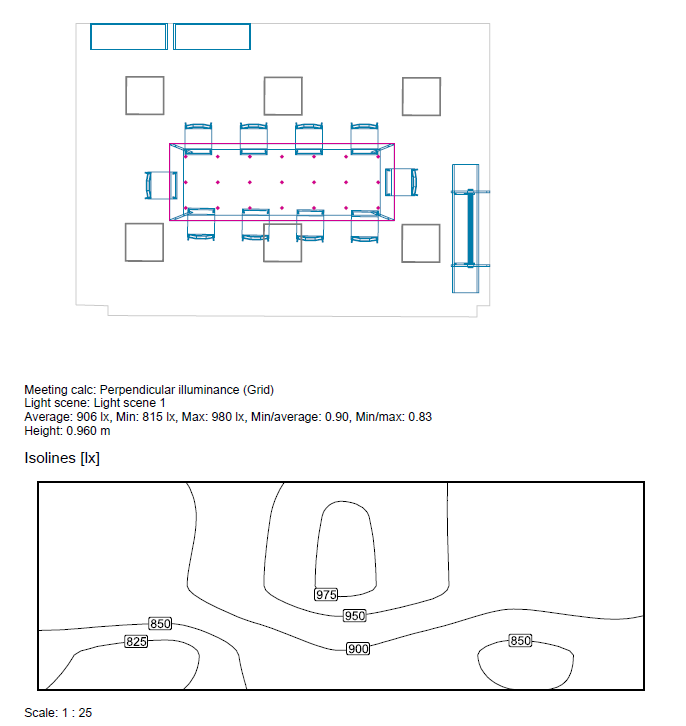 Meeting calc: Perpendicular illuminance (Grid)
Light scene: Light scene 1
Average: 906 lx, Min: 815 lx, Max: 980 lx, Min/average: 0.90, Min/max: 0.83
Height: 0.960 m
Isolines [lx]
975
950
850
825
900
850
Scale: 1 : 25